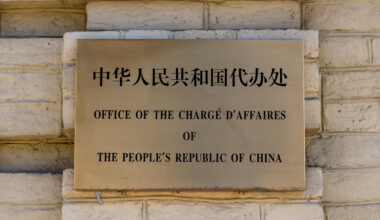 中华人民共和国代办处
OFFICE OF THE CHARGÉ D'AFFAIRES
OF
THE PEOPLE'S REPUBLIC OF CHINA